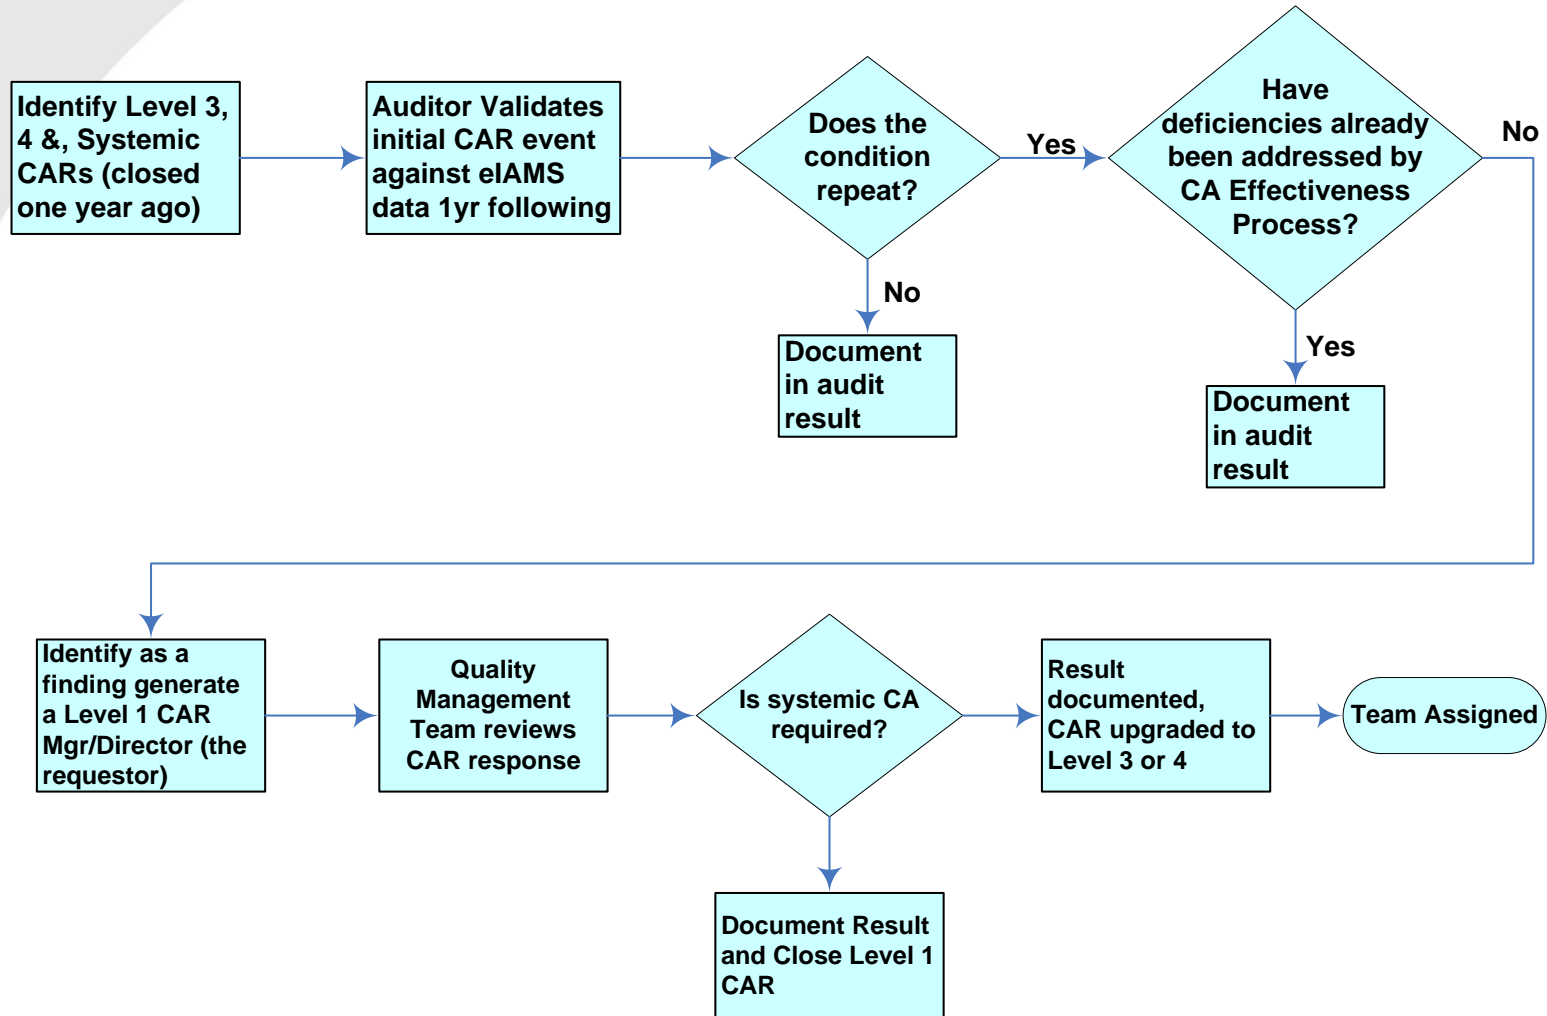 Identify Level 3,
4 &, Systemic
CARs (closed
one year ago)
Auditor Validates
initial CAR event
against eIAMS
data 1yr following
Does the
condition
repeat?
Yes
No
Document
in audit
result
Have
deficiencies already
been addressed by
CA Effectiveness
Process?
No
Yes
Document
in audit
result
Identify as a
finding generate
a Level 1 CAR
Mgr/Director (the
requestor)
Quality
Management
Team reviews
CAR response
Is systemic CA
required?
Document Result
and Close Level 1
CAR
Result
documented,
CAR upgraded to
Level 3 or 4
Team Assigned